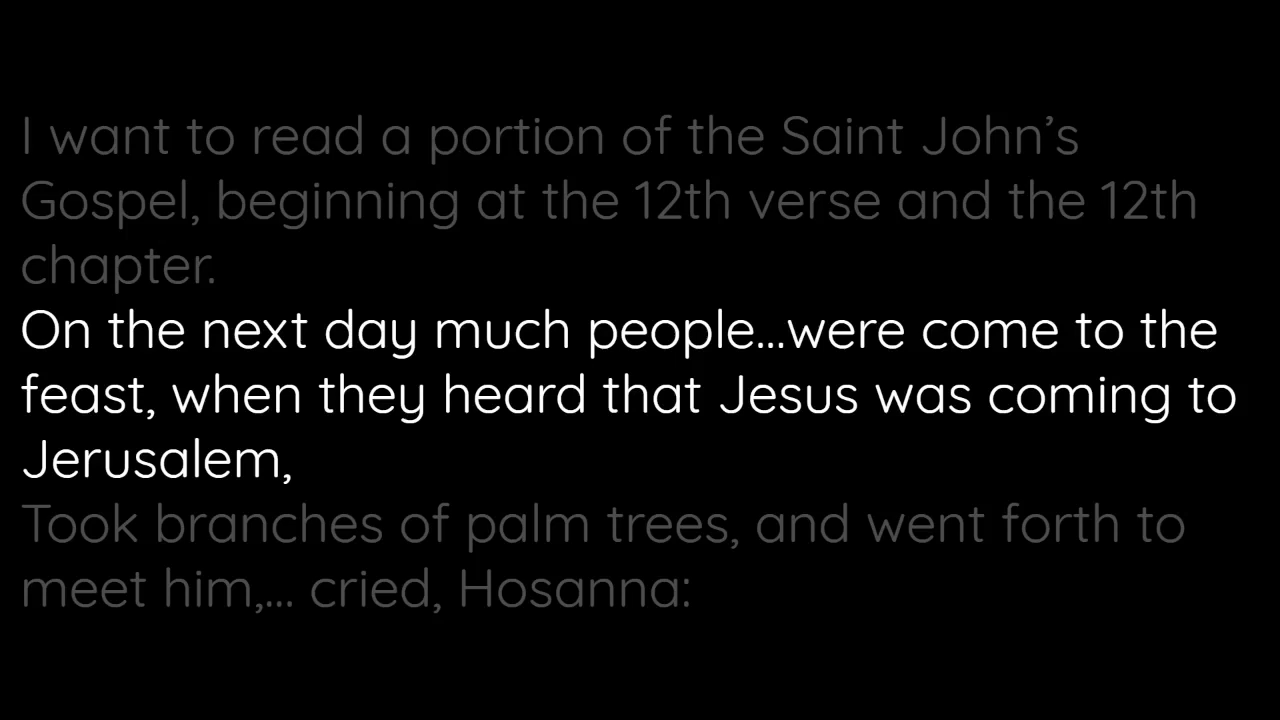 I want to read a portion of the Saint John’s
Gospel, beginning at the 12th verse and the 12th
chapter.
On the next day much people...were come to the
feast, when they heard that Jesus was coming to
Jerusalem,
Took branches of palm trees, and went forth to
meet him,... cried, Hosanna: